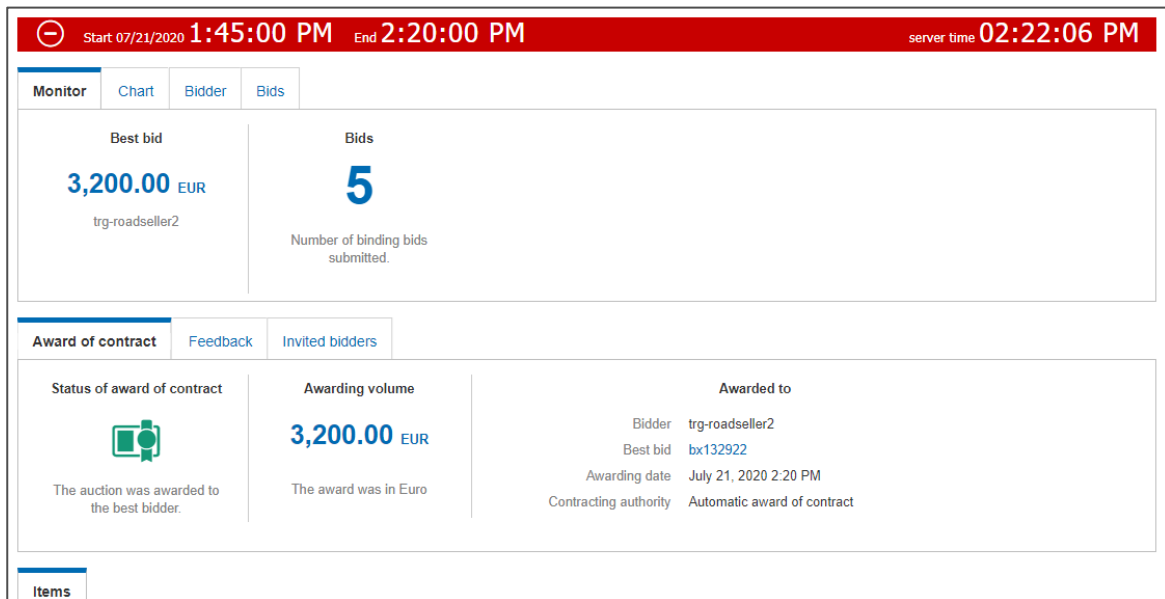 Start 07/21/2020 1:45:00 PM End 2:20:00 PM server time 02:22:06 PM
Monitor Chart Bidder Bids
Best bid Bids
3,200.00 EUR 5
trg-roadseller2
Number of binding bids
submitted.
Award of contract Feedback Invited bidders
Status of award of contract Awarding volume Awarded to
Bidder trg-roadseller2
3,200.00 EUR
Best bid bx132922
Awarding date July 21, 2020 2:20 PM
The auction was awarded to The award was in Euro
Contracting authority Automatic award of contract
the best bidder.
Items